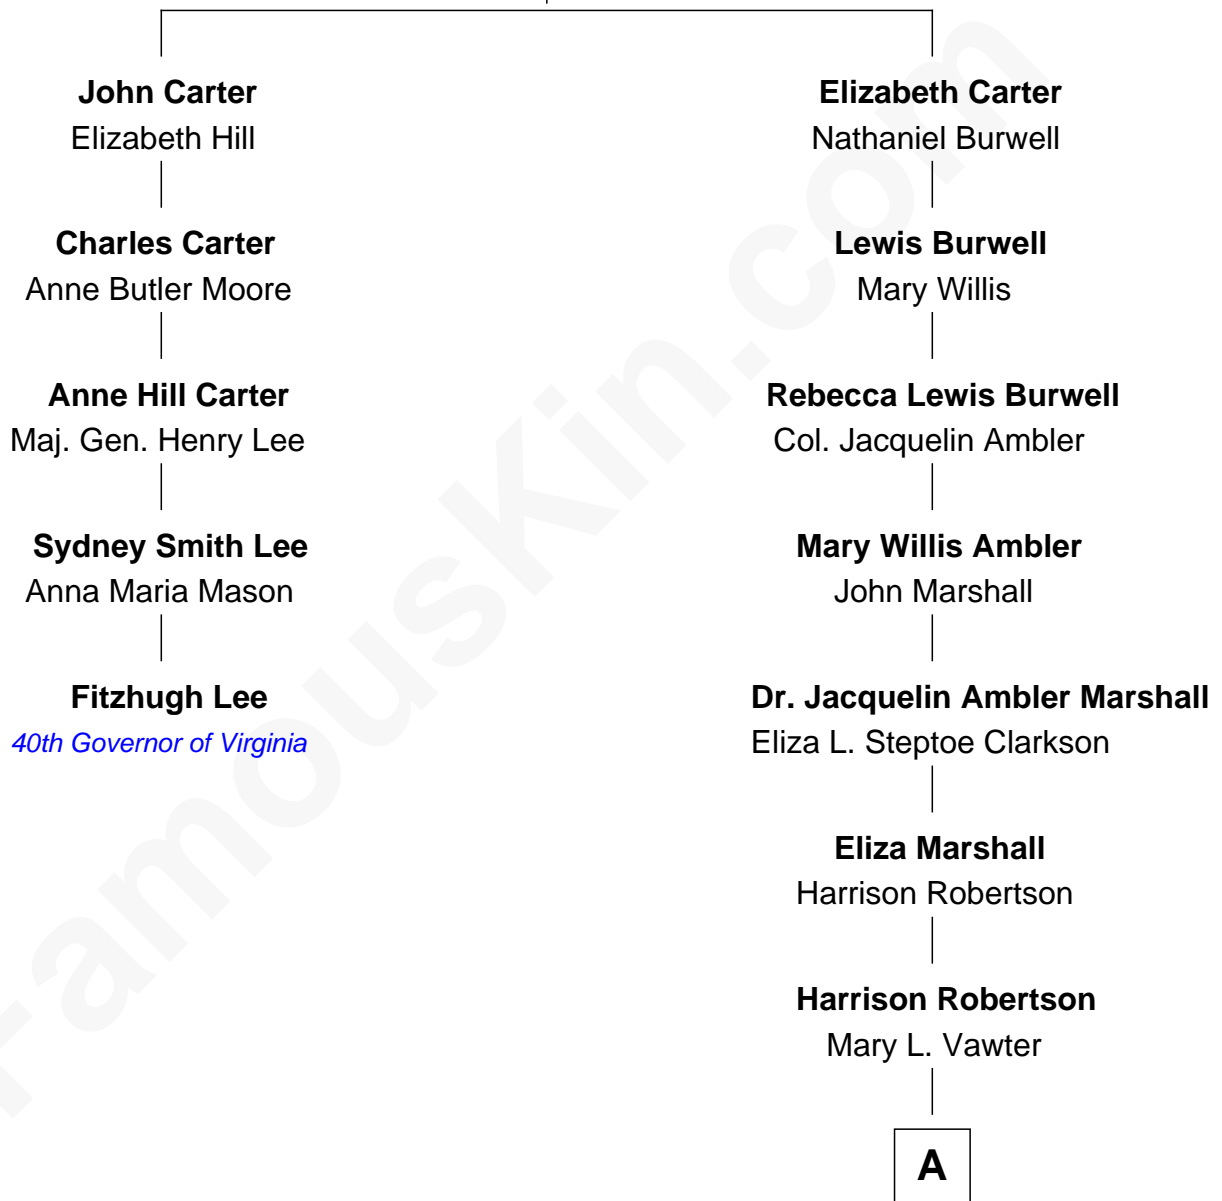 John Carter
Elizabeth Hill
Charles Carter
Anne Butler Moore
Anne Hill Carter
Maj. Gen. Henry Lee
Sydney Smith Lee
Anna Maria Mason
Fitzhugh Lee
40th Governor of Virginia
Elizabeth Carter
Nathaniel Burwell
Lewis Burwell
Mary Willis
Rebecca Lewis Burwell
Col. Jacquelin Ambler
Mary Willis Ambler
John Marshall
Dr. Jacquelin Ambler Marshall
Eliza L. Steptoe Clarkson
Eliza Marshall
Harrison Robertson
Harrison Robertson
Mary L. Vawter
A
FamousKin.com